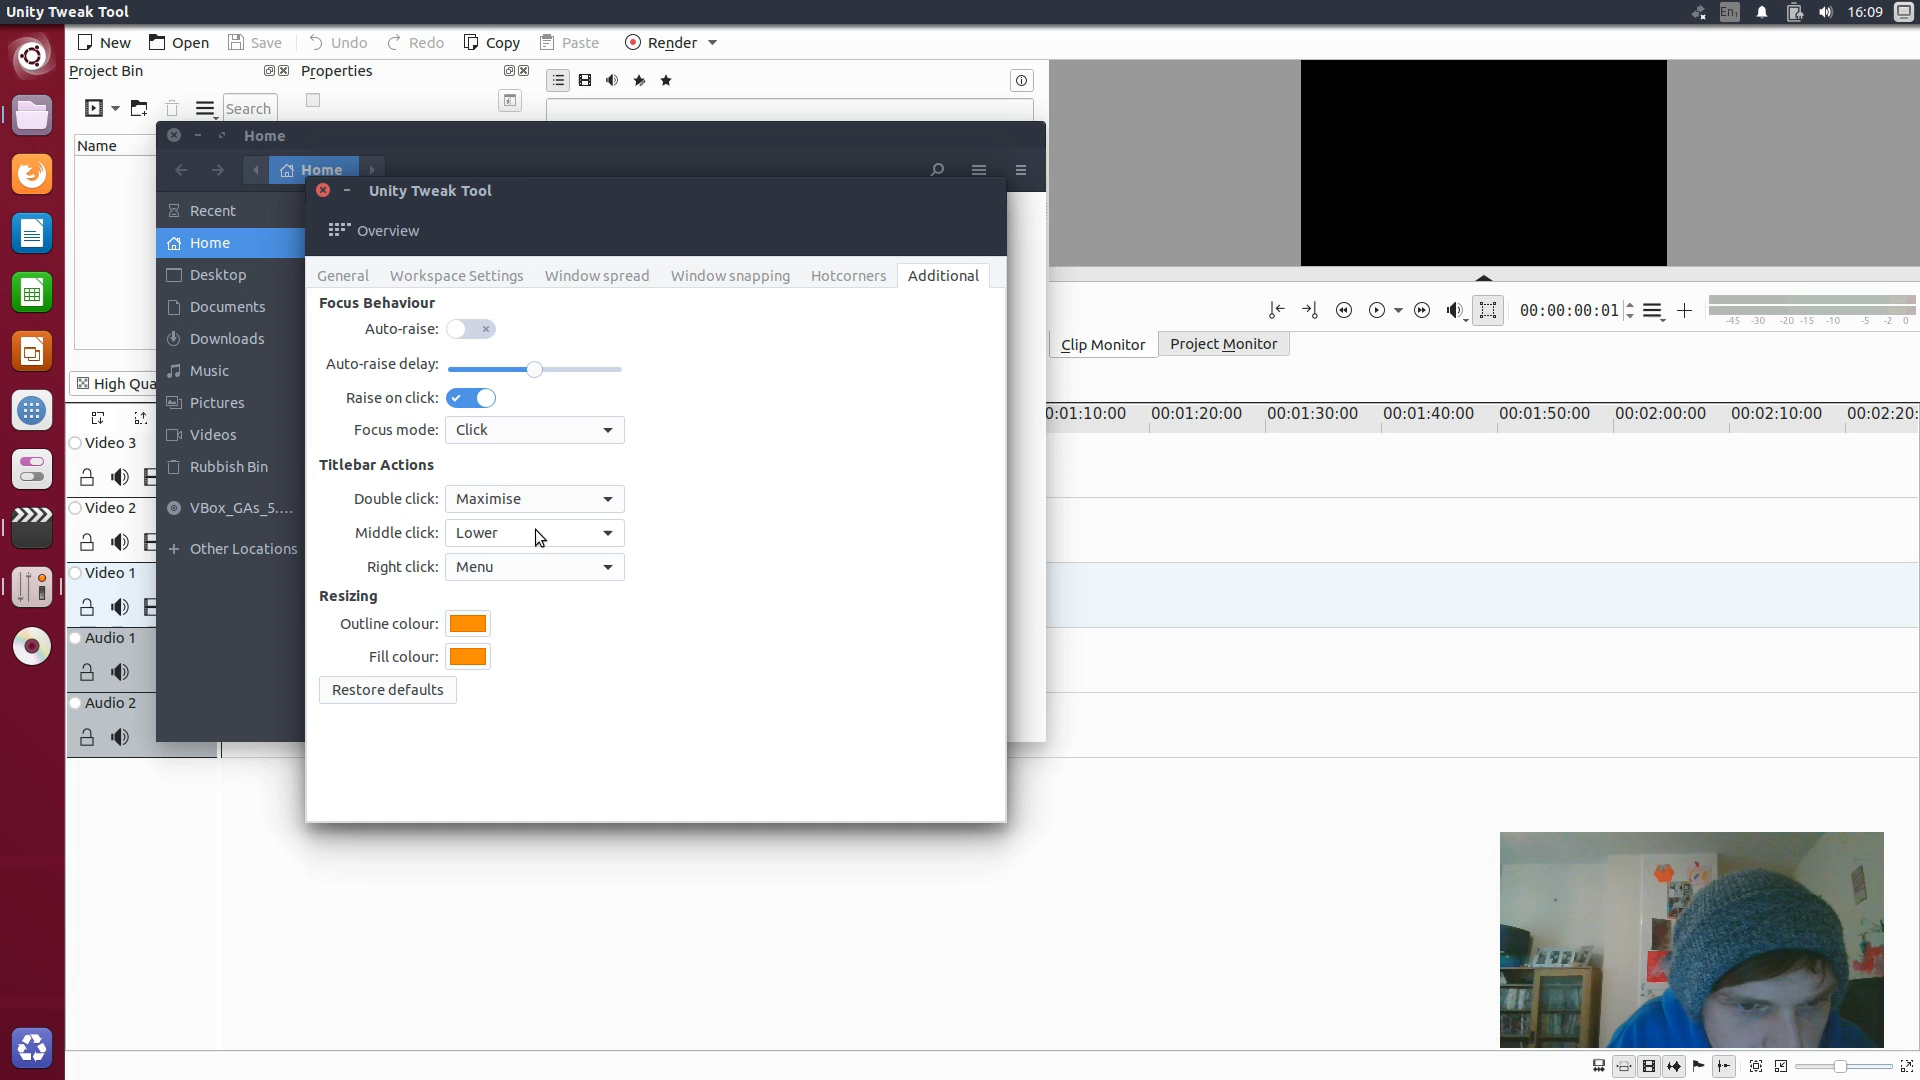 Unity Tweak Tool
En₁
16:09
New
Open
Save
Undo
Redo
Copy
Paste
Render
Project Bin
Properties
Search
Name
Home
Home
Recent
Home
Desktop
Documents
Downloads
Music
Pictures
Videos
Rubbish Bin
VBox_GAs_5....
Other Locations
Unity Tweak Tool
Overview
General
Workspace Settings
Window spread
Window snapping
Hotcorners
Additional
Focus Behaviour
Auto-raise:
Auto-raise delay:
Raise on click:
Focus mode: Click
Titlebar Actions
Double click: Maximise
Middle click: Lower
Right click: Menu
Resizing
Outline colour:
Fill colour:
Restore defaults
00:00:00:01
-45 -30 -20 -15 -10 -5 -2 0
Clip Monitor
Project Monitor
High Qua
0:01:10:00 00:01:20:00 00:01:30:00 00:01:40:00 00:01:50:00 00:02:00:00 00:02:10:00 00:02:20:
Video 3
Video 2
Video 1
Audio 1
Audio 2